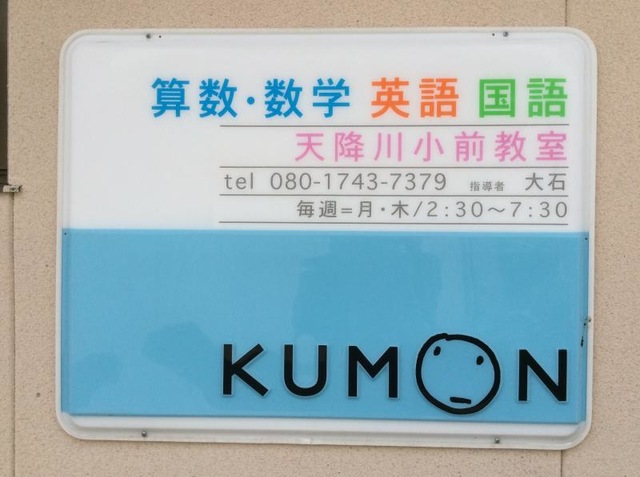 算数・数学 英語 国語
天降川小前教室
tel 080-1743-7379 指導者 大石
毎週=月・木/2:30〜7:30
KUMON